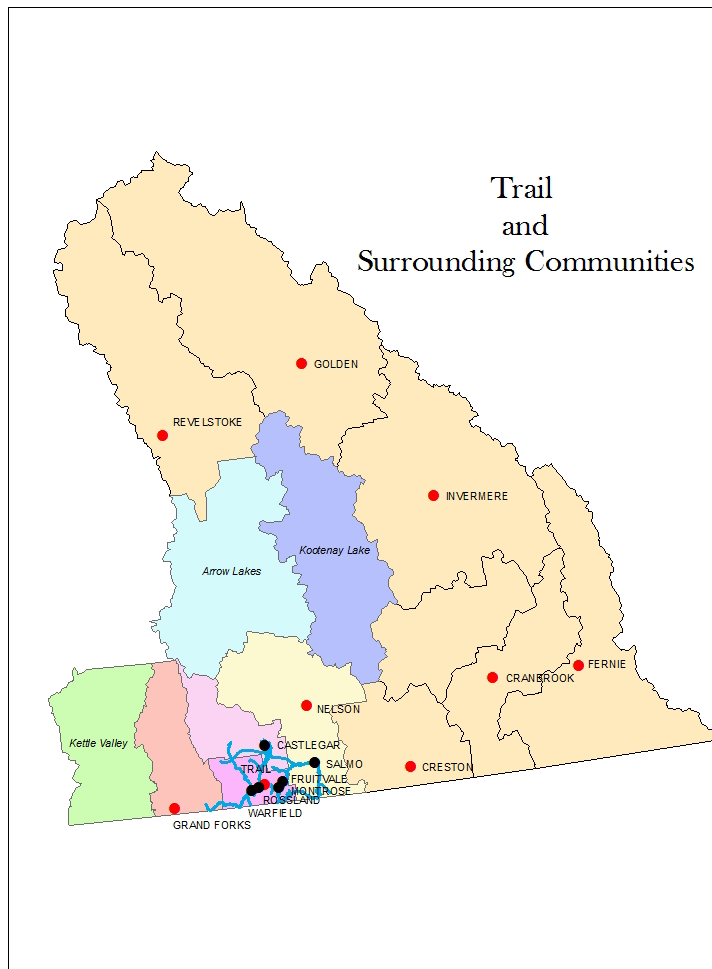 Trail
and
Surrounding Communities
GOLDEN
REVELSTOKE
INVERMERE
Kootenay Lake
Arrow Lakes
FERNIE
CRANBROOK
NELSON
Kettle Valley
CASTLEGAR
SALMO
TRAIL
CRESTON
FRUITVALE
MONTROSE
ROSSLAND
WARFIELD
GRAND FORKS